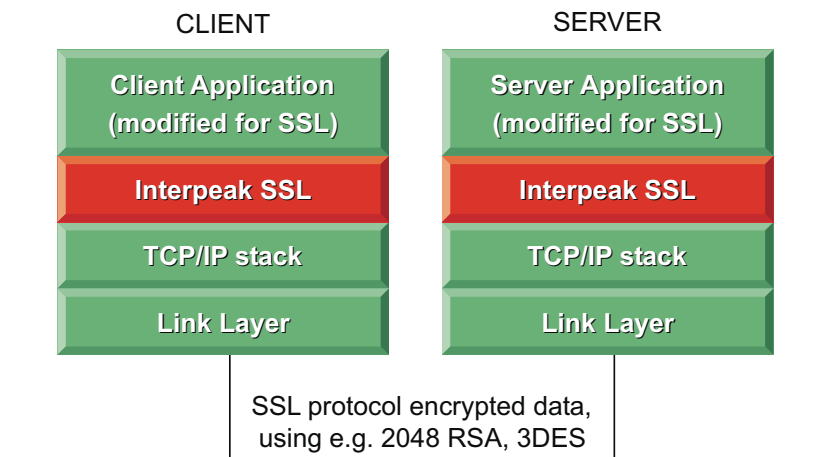 CLIENT
SERVER
Client Application
(modified for SSL)
Interpeak SSL
TCP/IP stack
Link Layer
Server Application
(modified for SSL)
Interpeak SSL
TCP/IP stack
Link Layer
SSL protocol encrypted data,
using e.g. 2048 RSA, 3DES